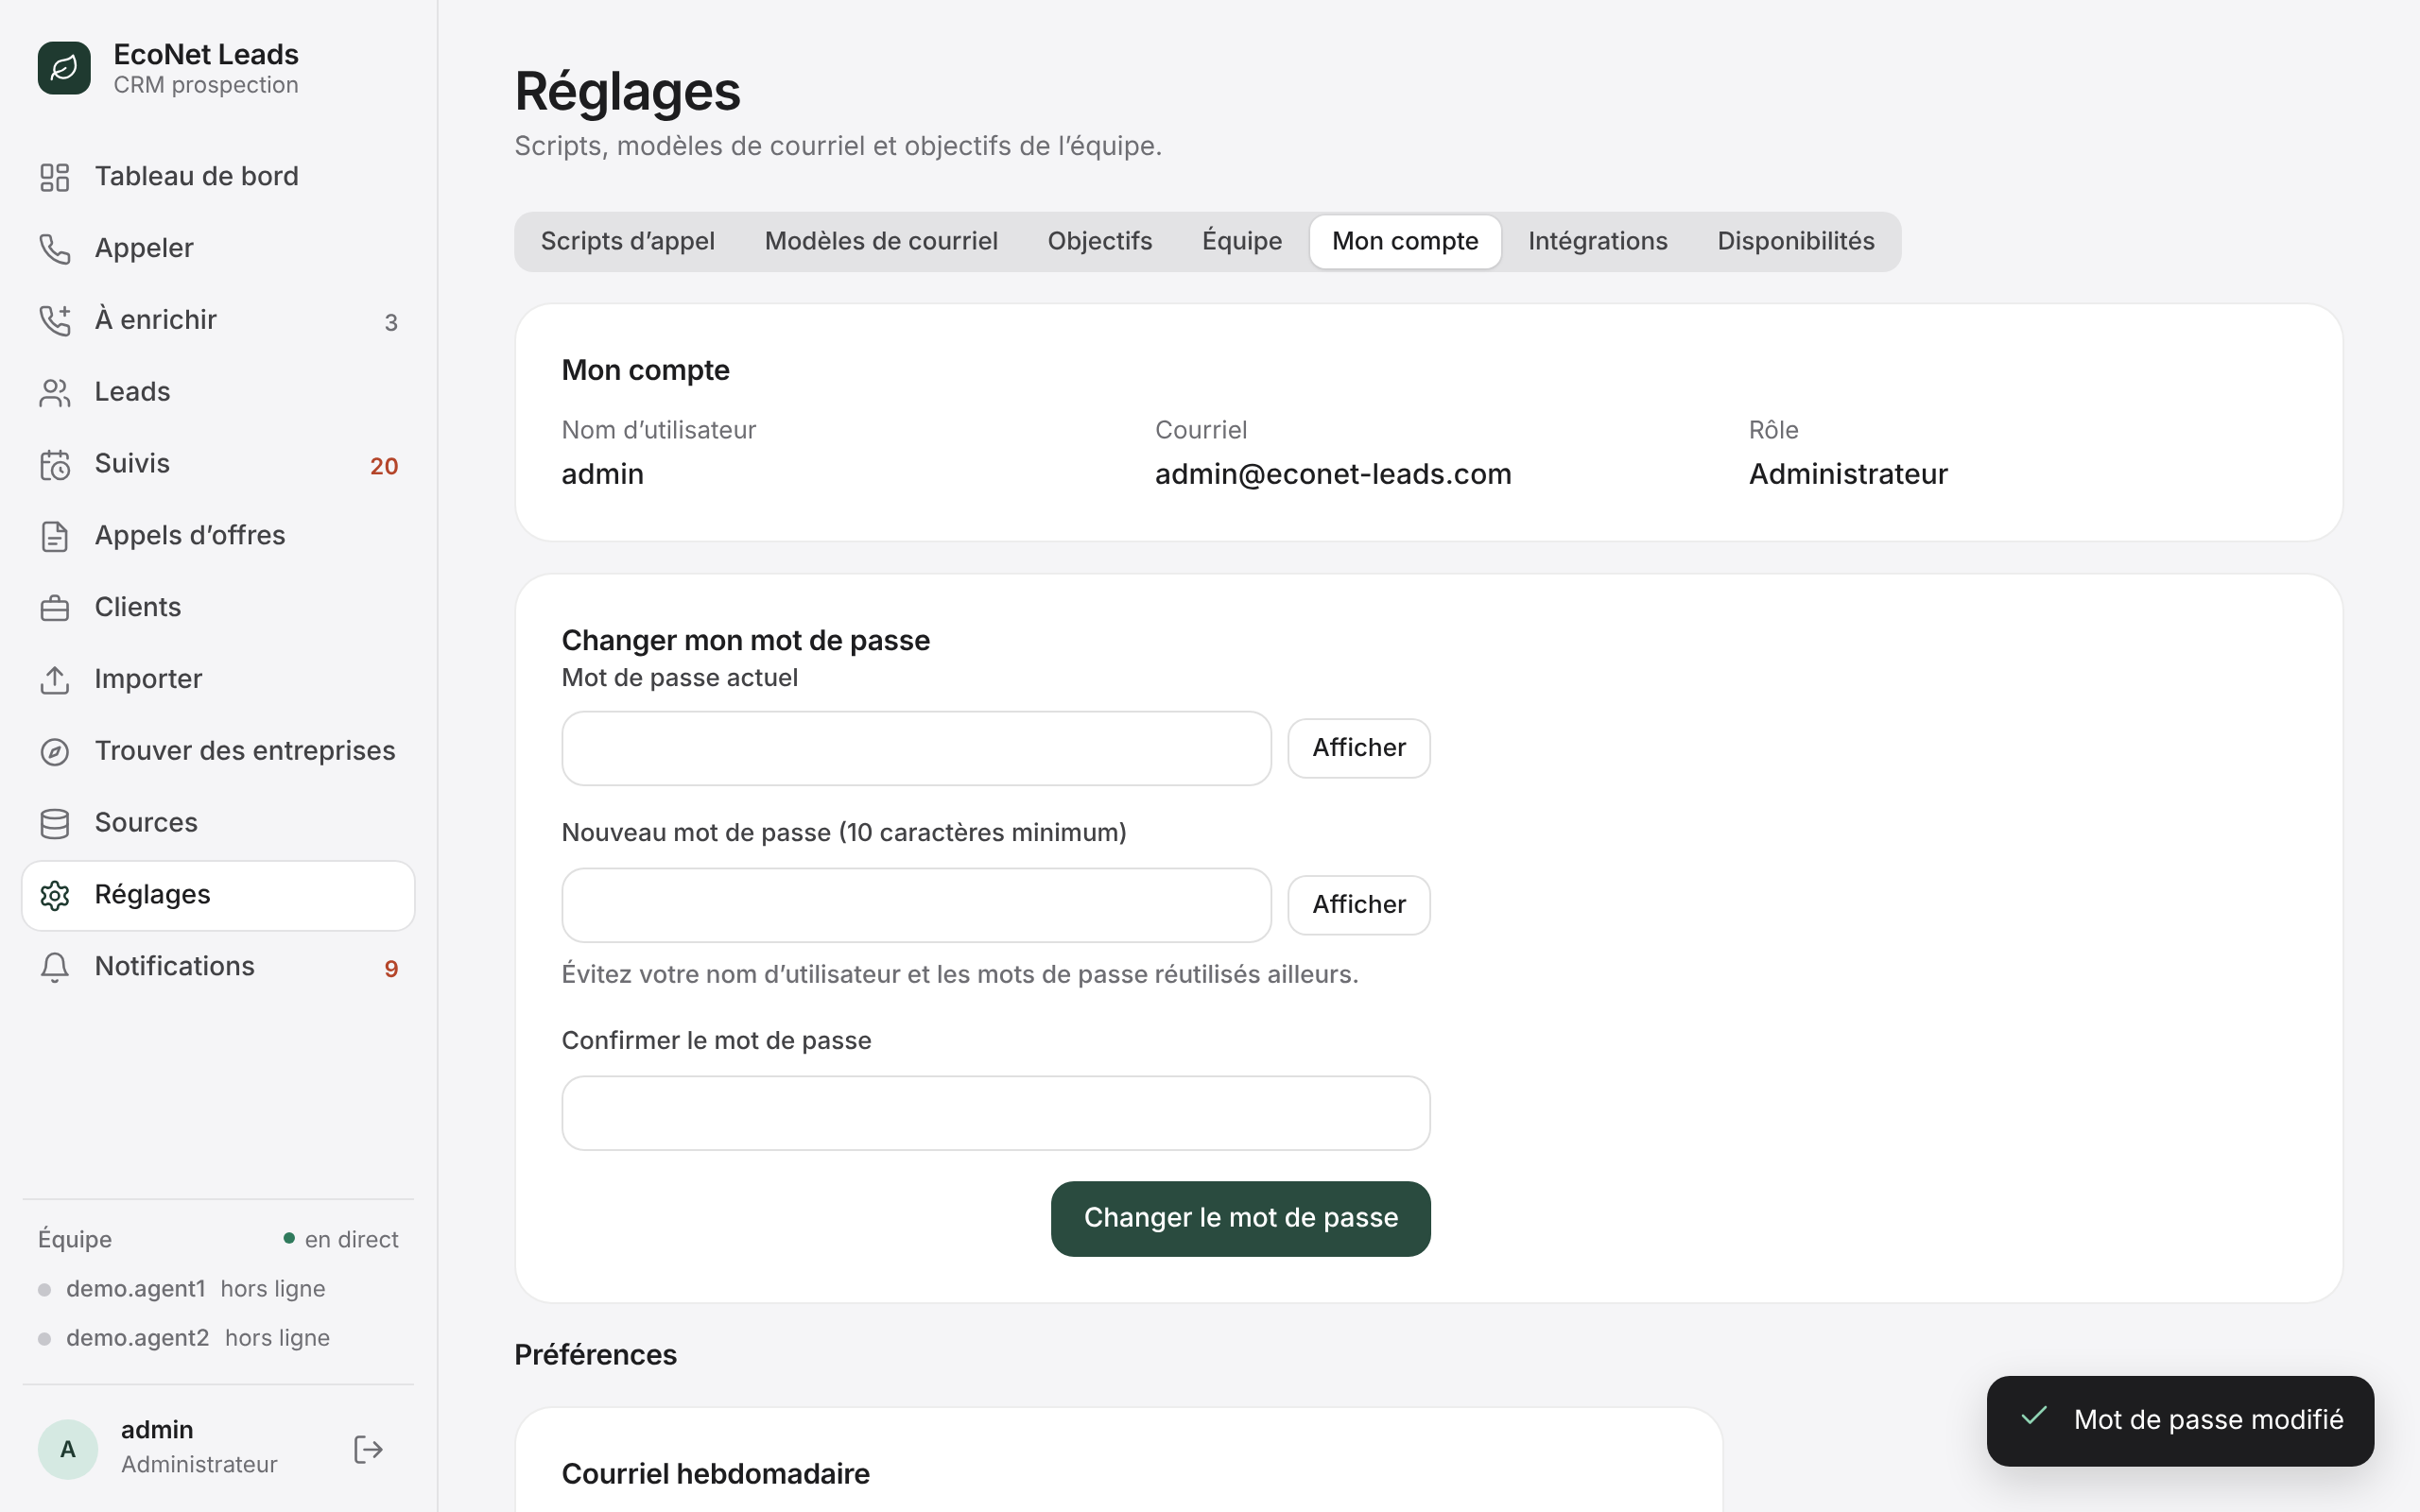 EcoNet Leads
CRM prospection
Tableau de bord
Appeler
À enrichir 3
Leads
Suivis 20
Appels d’offres
Clients
Importer
Trouver des entreprises
Sources
Réglages
Notifications 9
Équipe en direct
demo.agent1 hors ligne
demo.agent2 hors ligne
A
admin
Administrateur
Réglages
Scripts, modèles de courriel et objectifs de l’équipe.
Scripts d’appel Modèles de courriel Objectifs Équipe Mon compte Intégrations Disponibilités
Mon compte
Nom d’utilisateur Courriel Rôle
admin admin@econet-leads.com Administrateur
Changer mon mot de passe
Mot de passe actuel
Afficher
Nouveau mot de passe (10 caractères minimum)
Afficher
Évitez votre nom d’utilisateur et les mots de passe réutilisés ailleurs.
Confirmer le mot de passe
Changer le mot de passe
Préférences
Courriel hebdomadaire
Mot de passe modifié